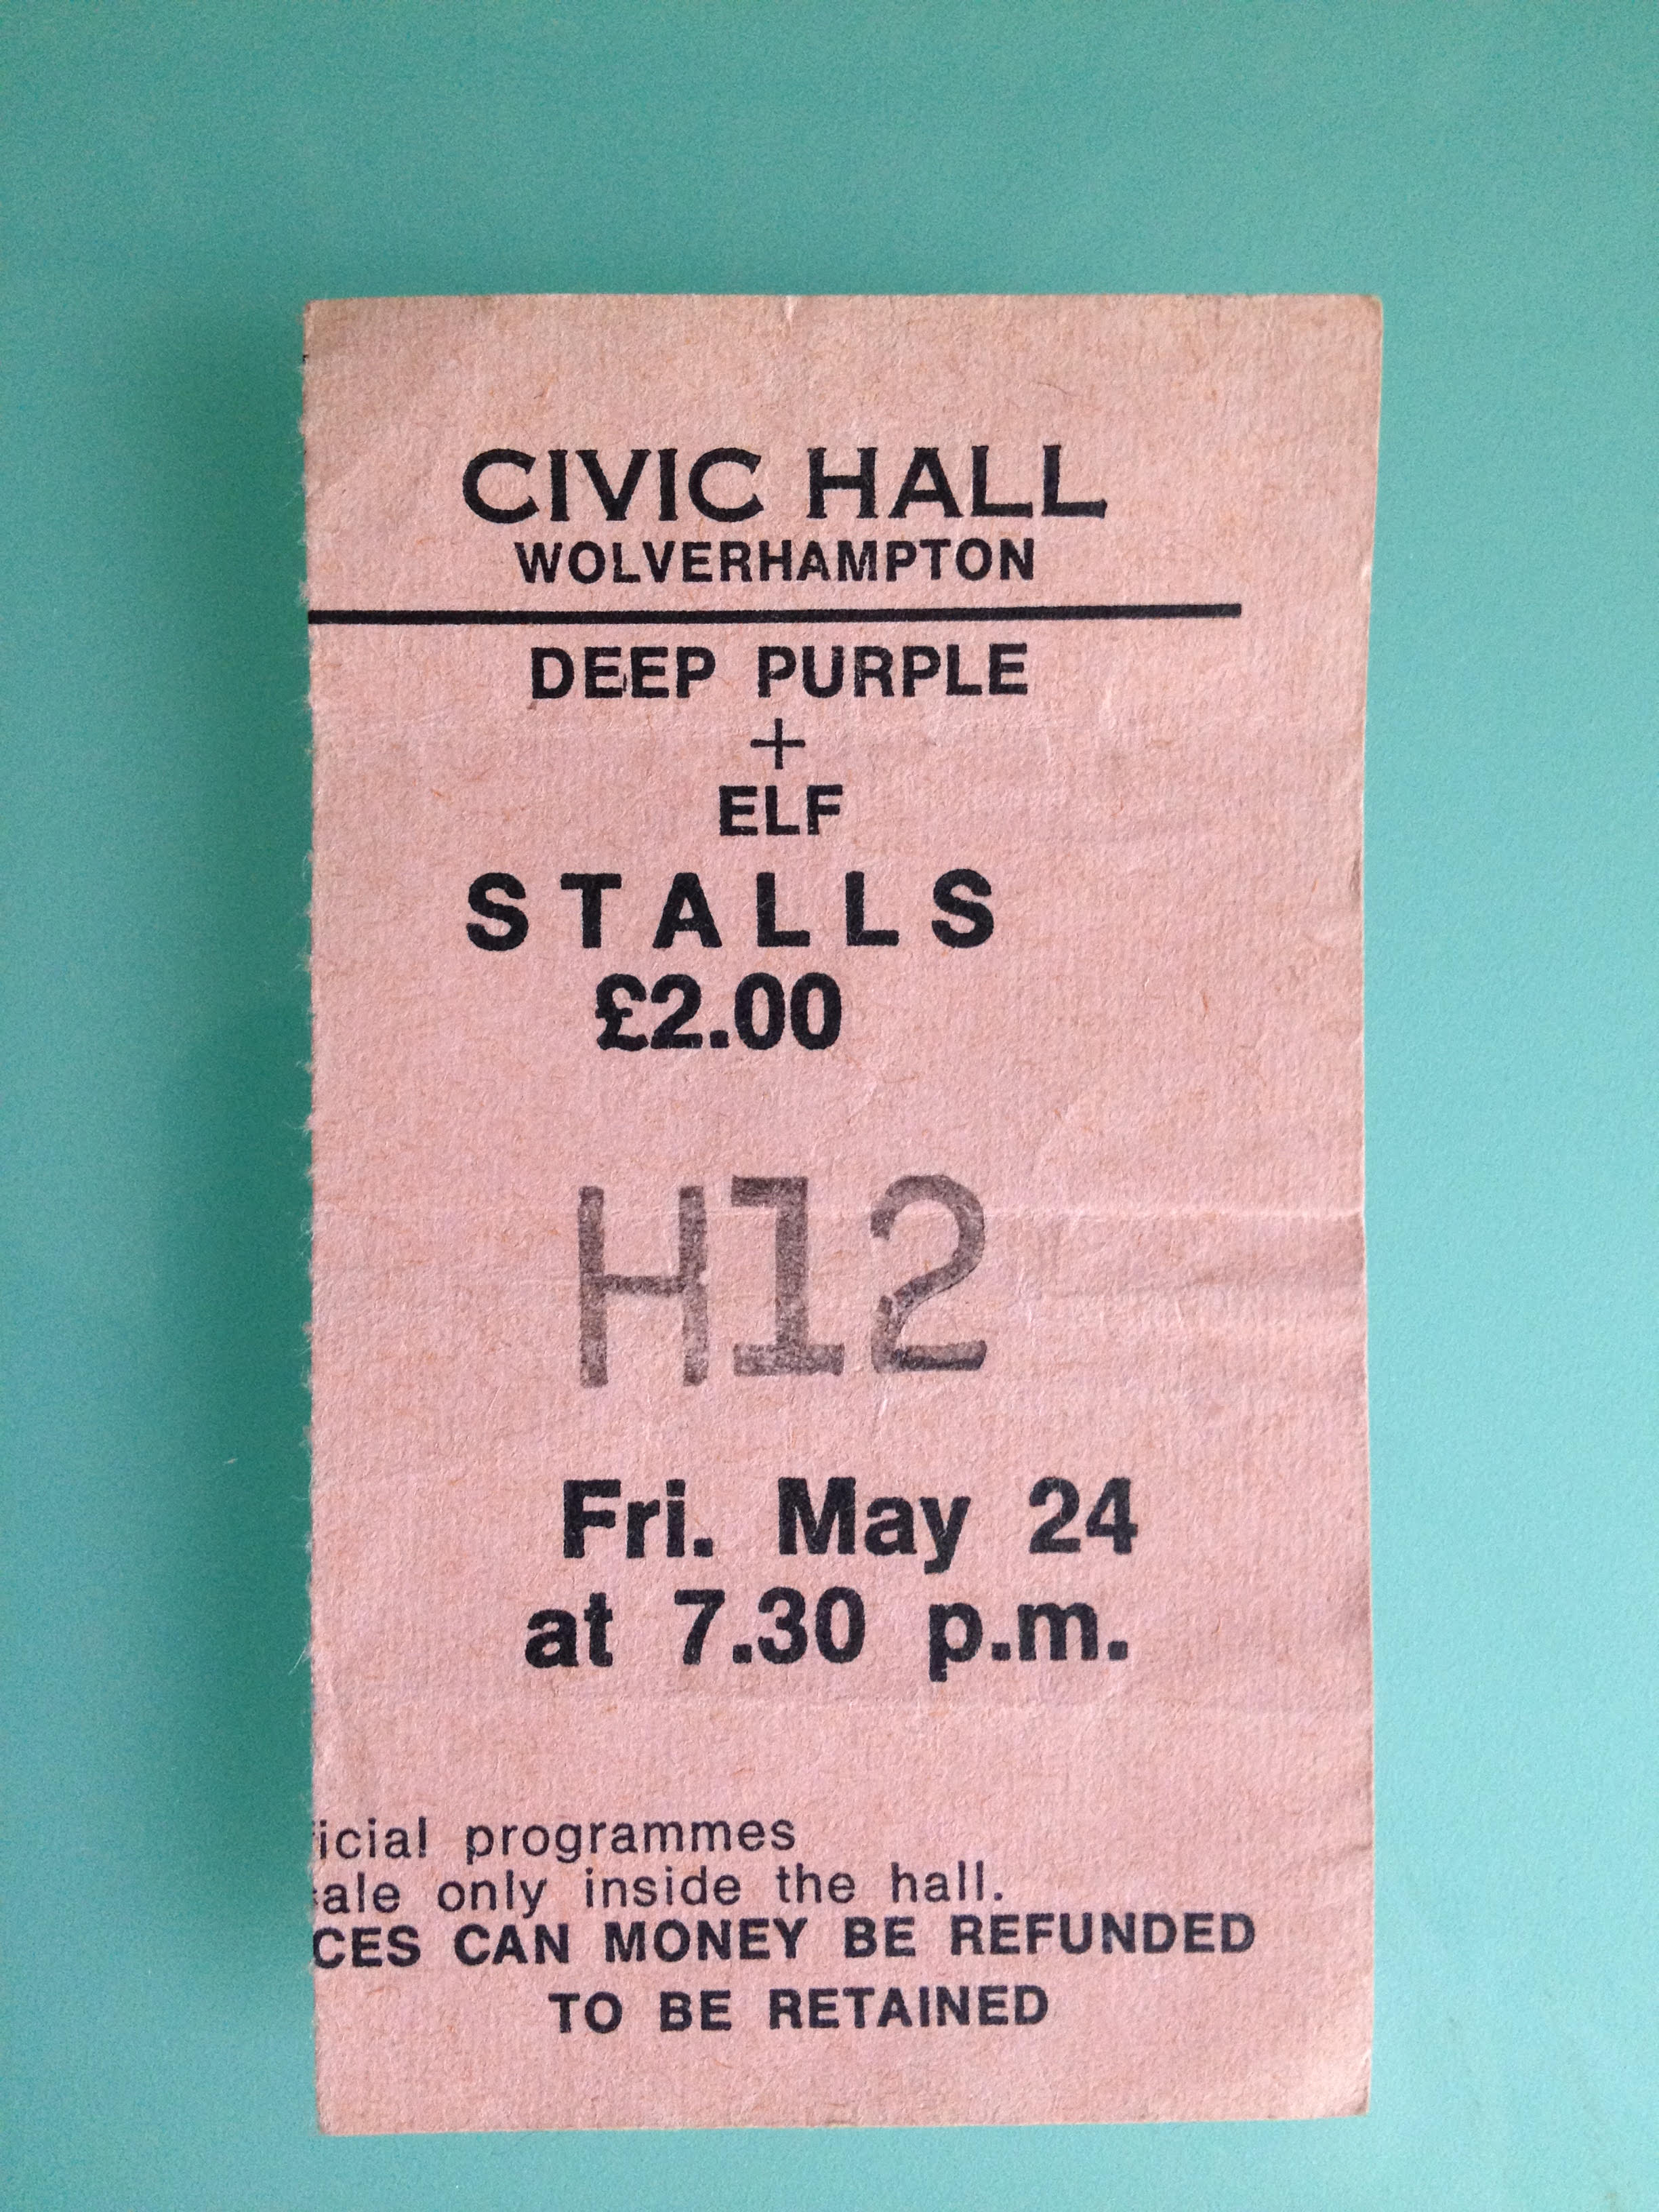 CIVIC HALL
WOLVERHAMPTON
DEEP PURPLE
+
ELF
STALLS
£2.00
H12
Fri. May 24
at 7.30 p.m.
icial programmes
ale only inside the hall.
CES CAN MONEY BE REFUNDED
TO BE RETAINED